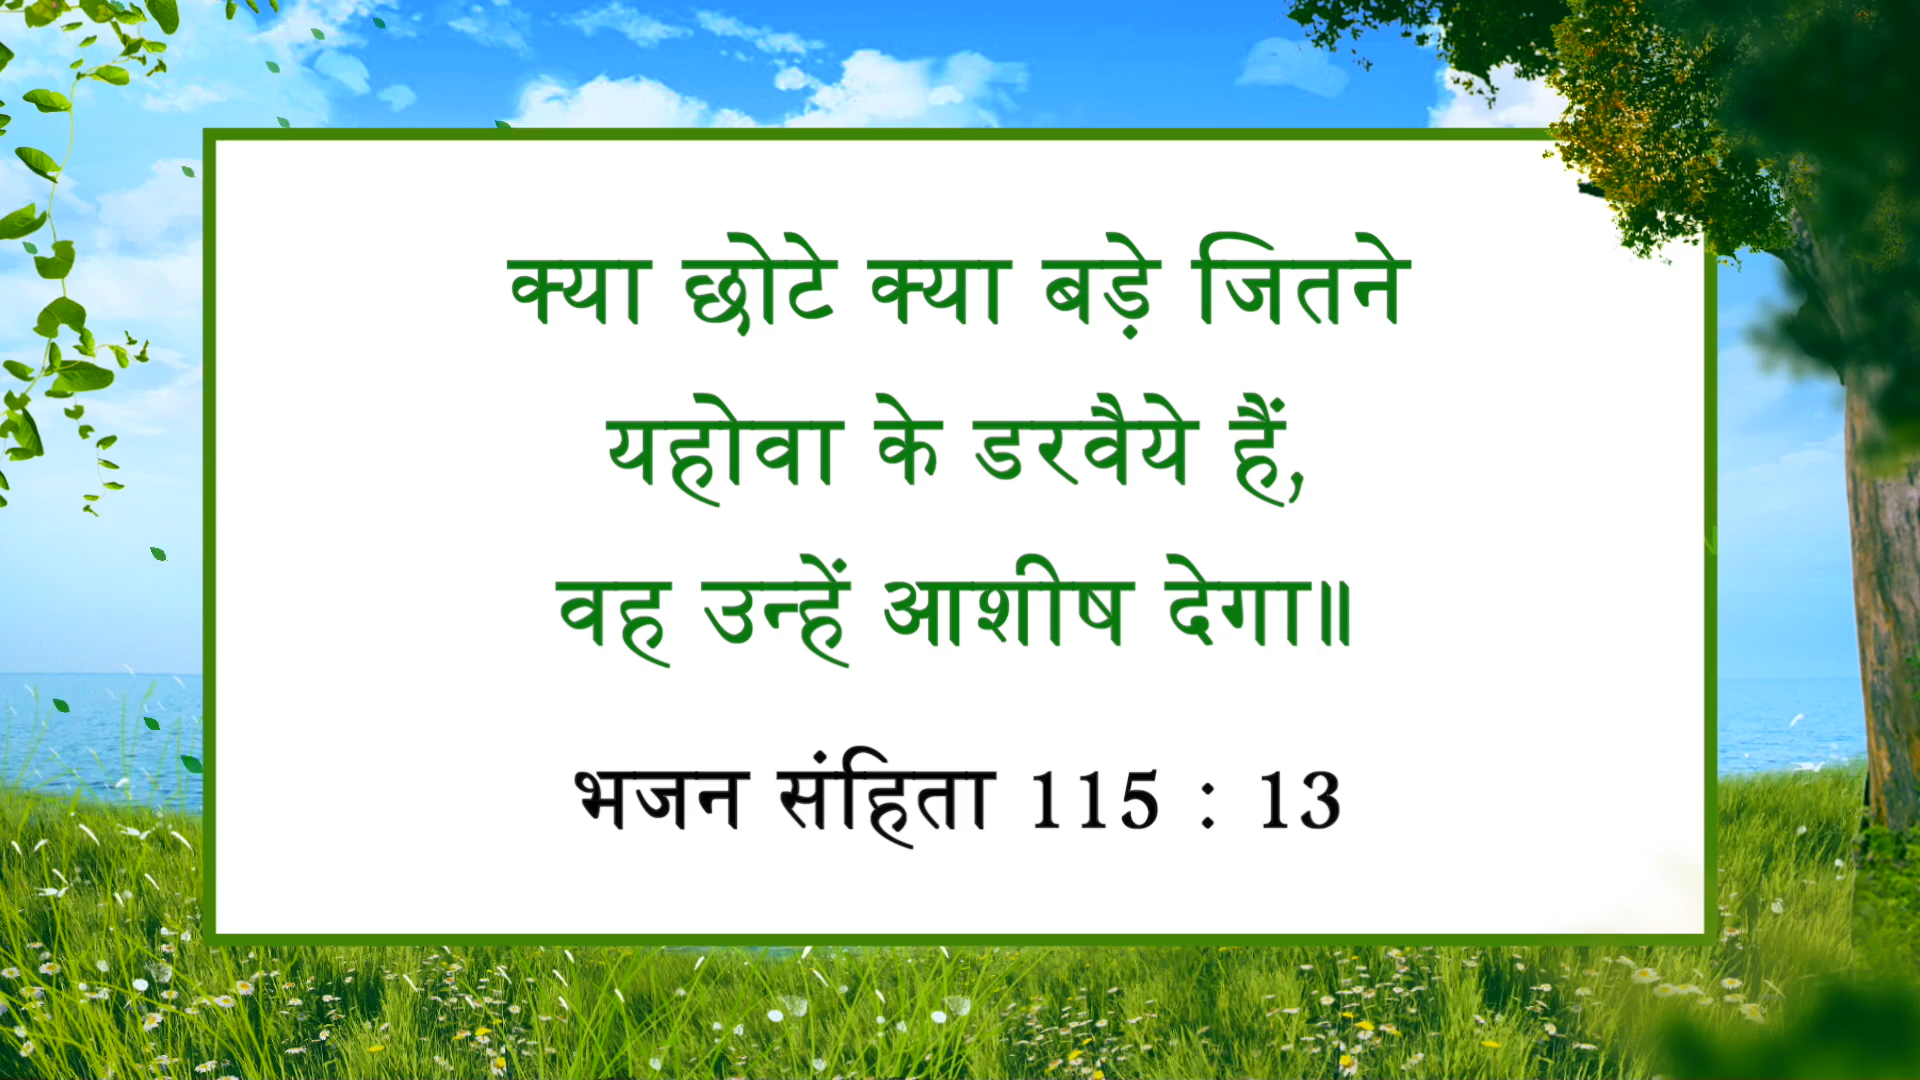 क्या छोटे क्या बड़े जितने
यहोवा के डरवैये हैं,
वह उन्हें आशीष देगा॥
भजन संहिता 115 : 13